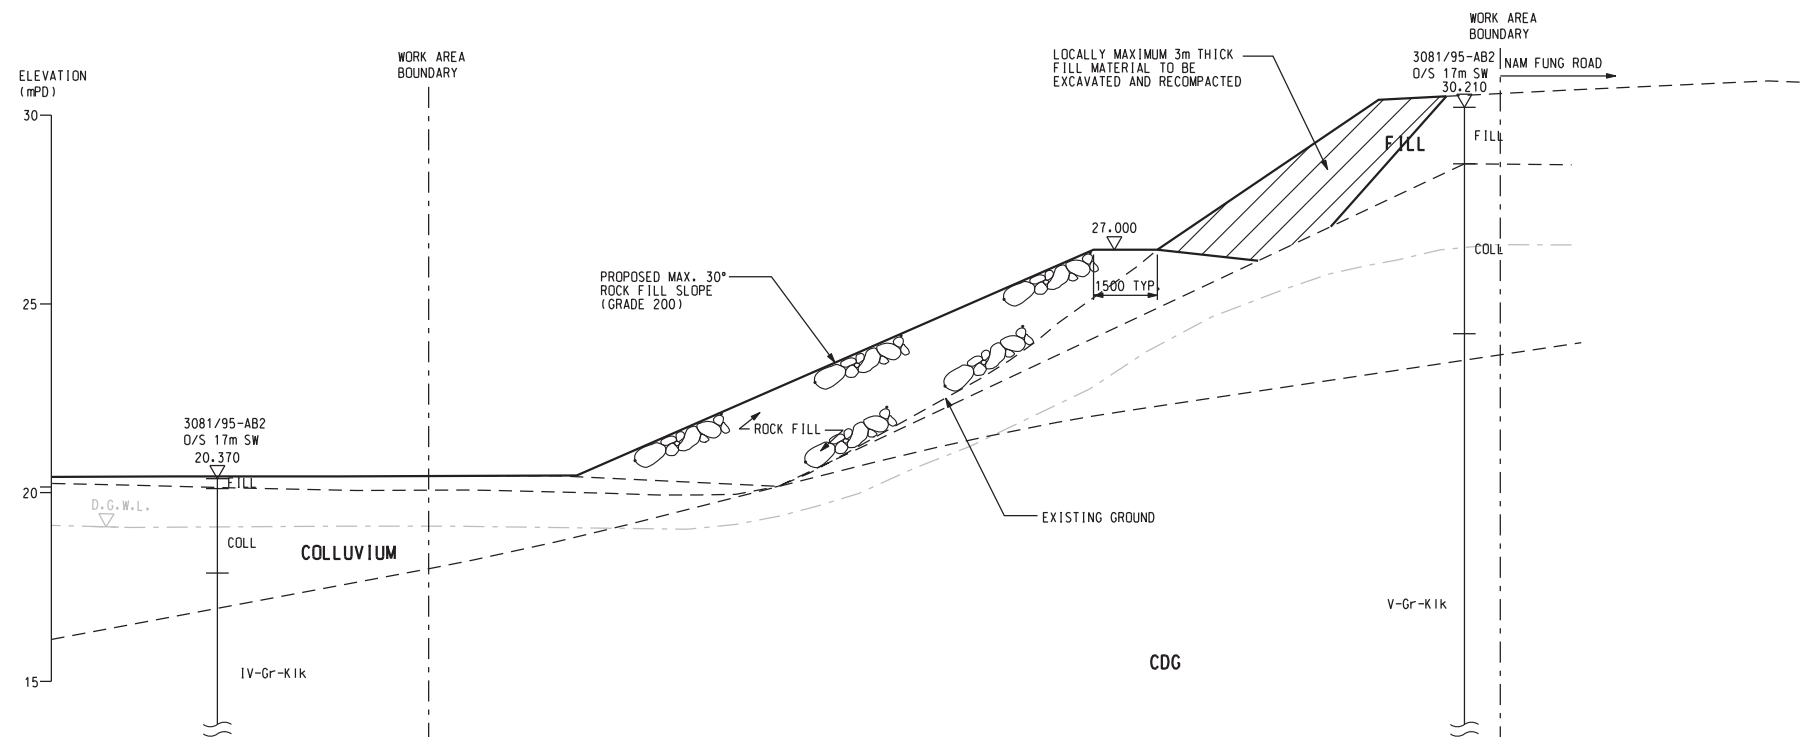 WORK AREA
BOUNDARY
WORK AREA
BOUNDARY
ELEVATION
(mPD)
LOCALLY MAXIMUM 3m THICK
FILL MATERIAL TO BE
EXCAVATED AND RECOMPACTED
3081/95-AB2
O/S 17m SW
30.210
NAM FUNG ROAD
30
FILL
FILL
27.000
COLL
PROPOSED MAX. 30°
ROCK FILL SLOPE
(GRADE 200)
1500 TYP.
25
3081/95-AB2
O/S 17m SW
20.370
ROCK FILL
FILL
20
D.G.W.L.
EXISTING GROUND
COLL
COLLUVIUM
V-Gr-Klk
CDG
IV-Gr-Klk
15